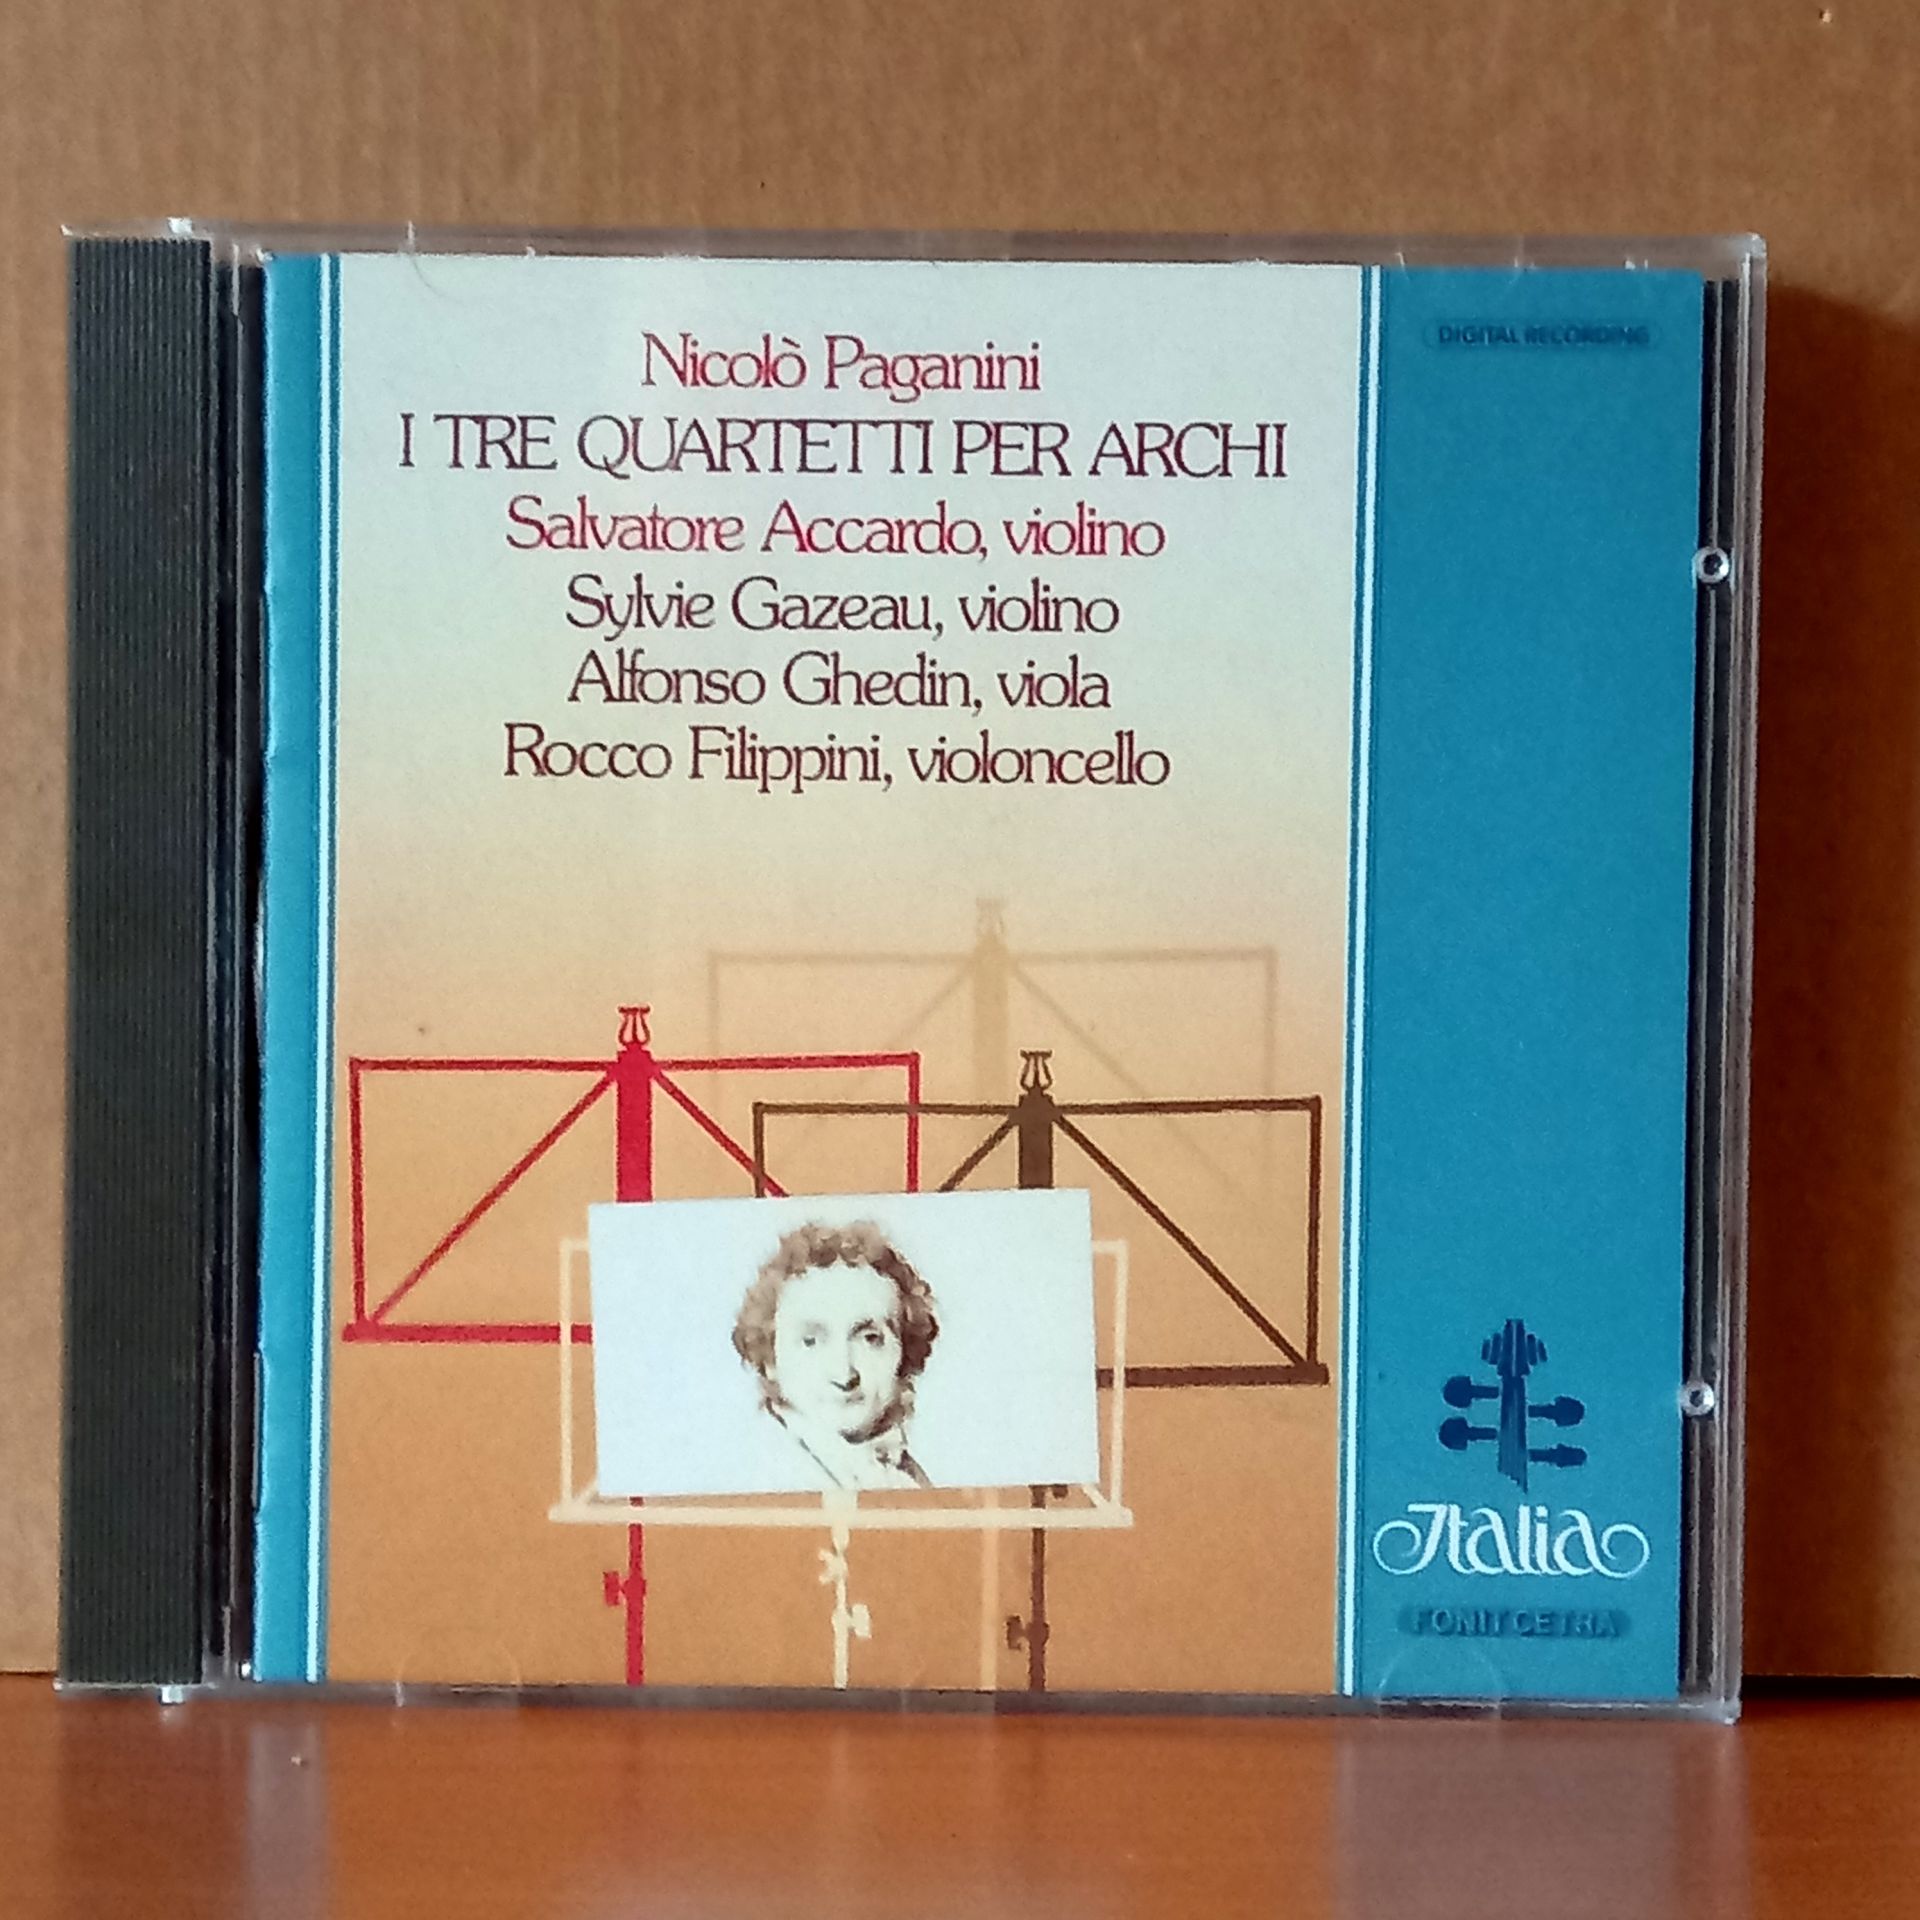 Nicolò Paganini
I TRE QUARTETTI PER ARCHI
Salvatore Accardo, violino
Sylvie Gazeau, violino
Alfonso Ghedin, viola
Rocco Filippini, violoncello
DIGITAL RECORDING
Italia
FONIT CETRA